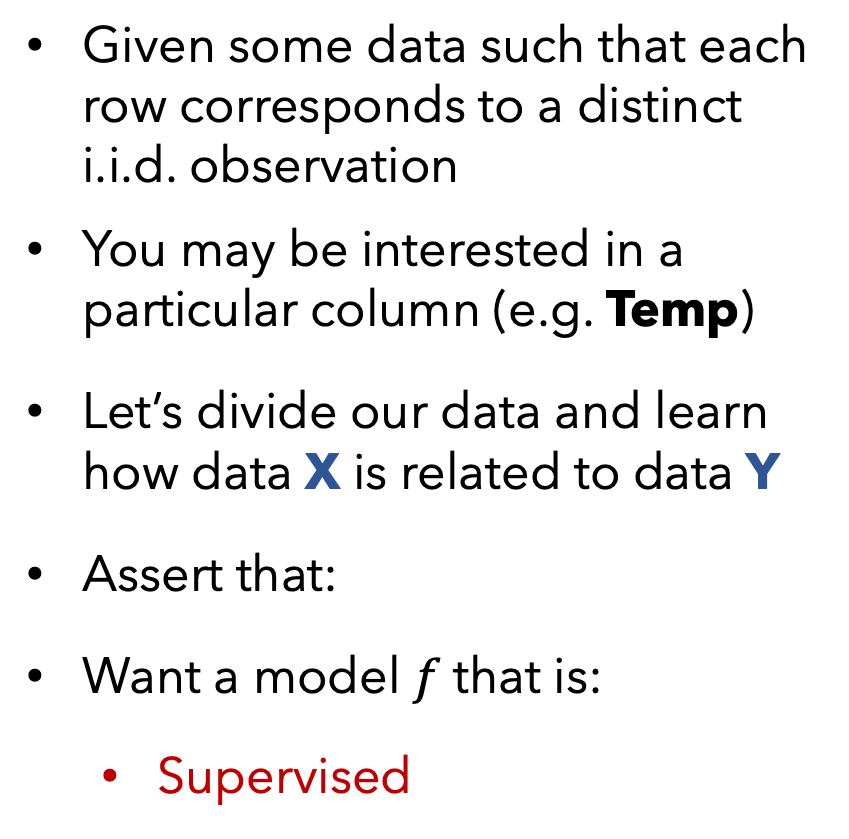 • Given some data such that each
row corresponds to a distinct
i.i.d. observation
• You may be interested in a
particular column (e.g. Temp)
• Let’s divide our data and learn
how data X is related to data Y
• Assert that:
• Want a model f that is:
• Supervised